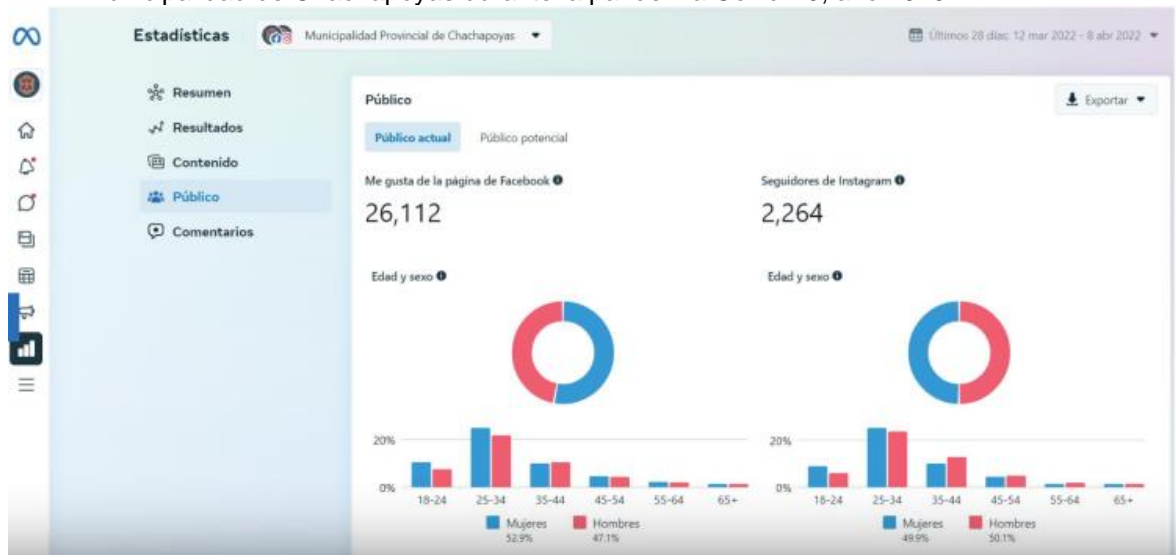 Estadísticas
Municipalidad Provincial de Chachapoyas
Últimos 28 días: 12 mar 2022 - 8 abr 2022
Resumen
Resultados
Contenido
Público
Comentarios
Público
Exportar
Público actual
Público potencial
Me gusta de la página de Facebook
26,112
Edad y sexo
20%
0%
18-24 25-34 35-44 45-54 55-64 65+
Mujeres Hombres
52.9% 47.1%
Seguidores de Instagram
2,264
Edad y sexo
20%
0%
18-24 25-34 35-44 45-54 55-64 65+
Mujeres Hombres
49.9% 50.1%